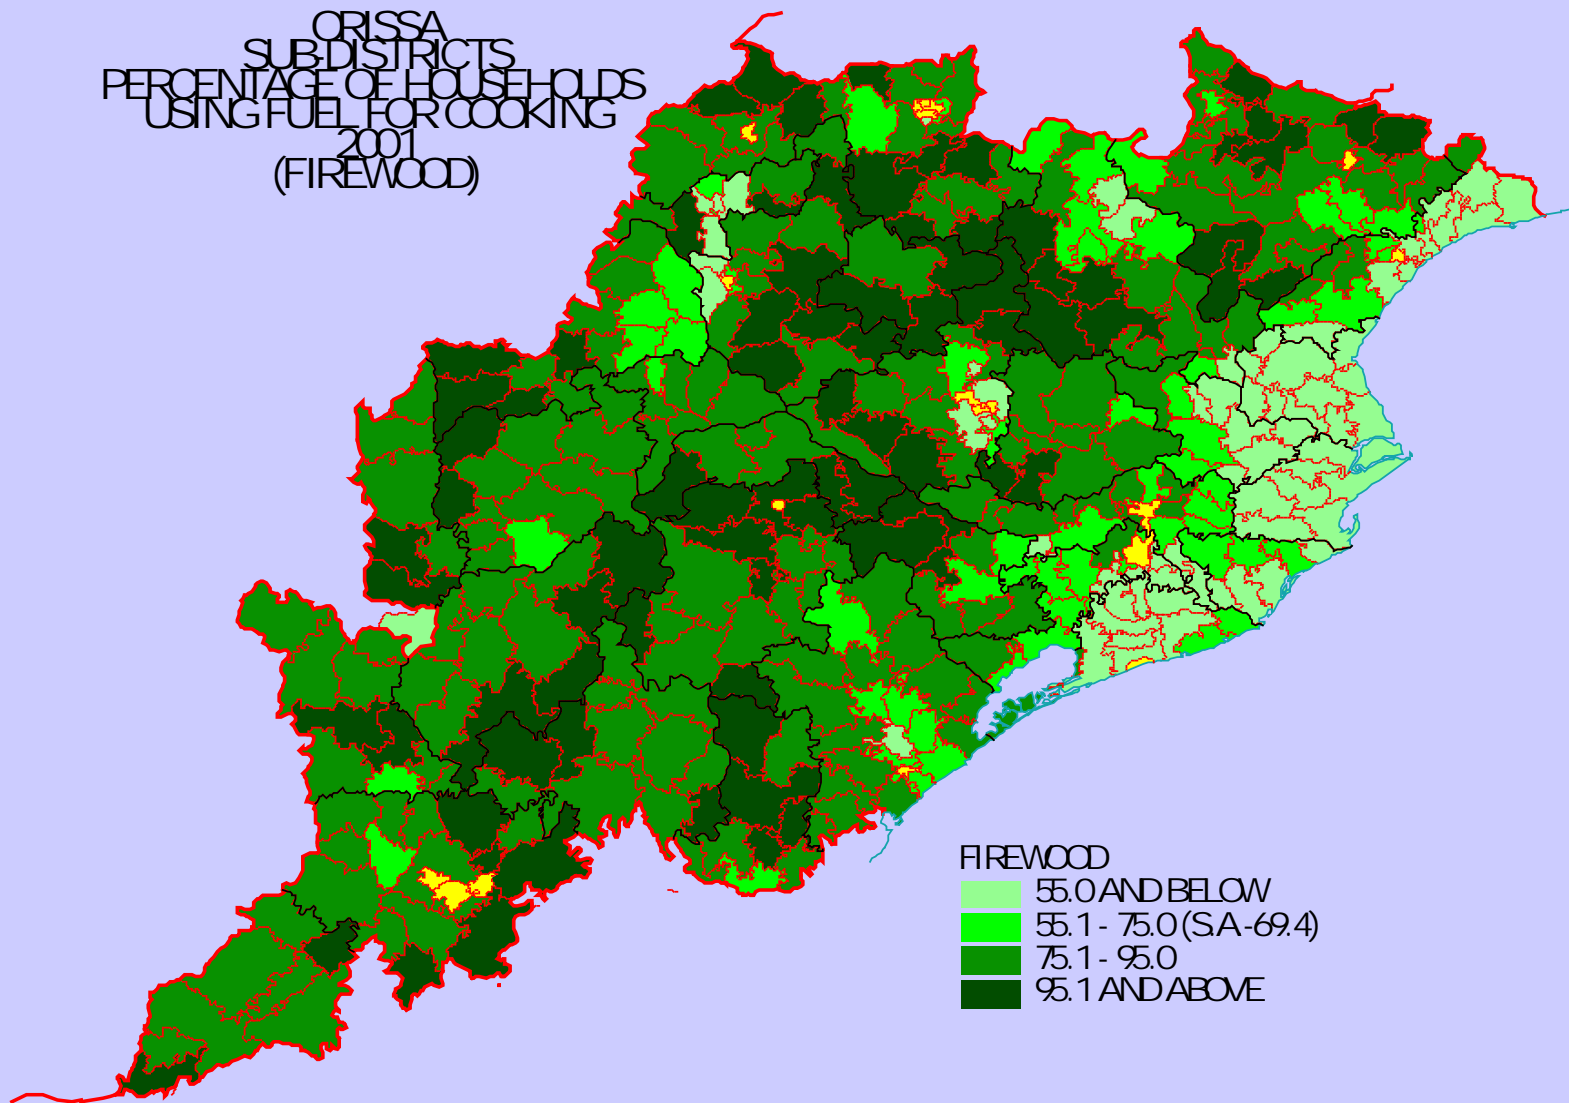 ORISSA
SUB-DISTRICTS
PERCENTAGE OF HOUSEHOLDS
USING FUEL FOR COOKING
2001
(FIREWOOD)
FIREWOOD
55.0 AND BELOW
55.1 - 75.0 (S.A.-69.4)
75.1 - 95.0
95.1 AND ABOVE